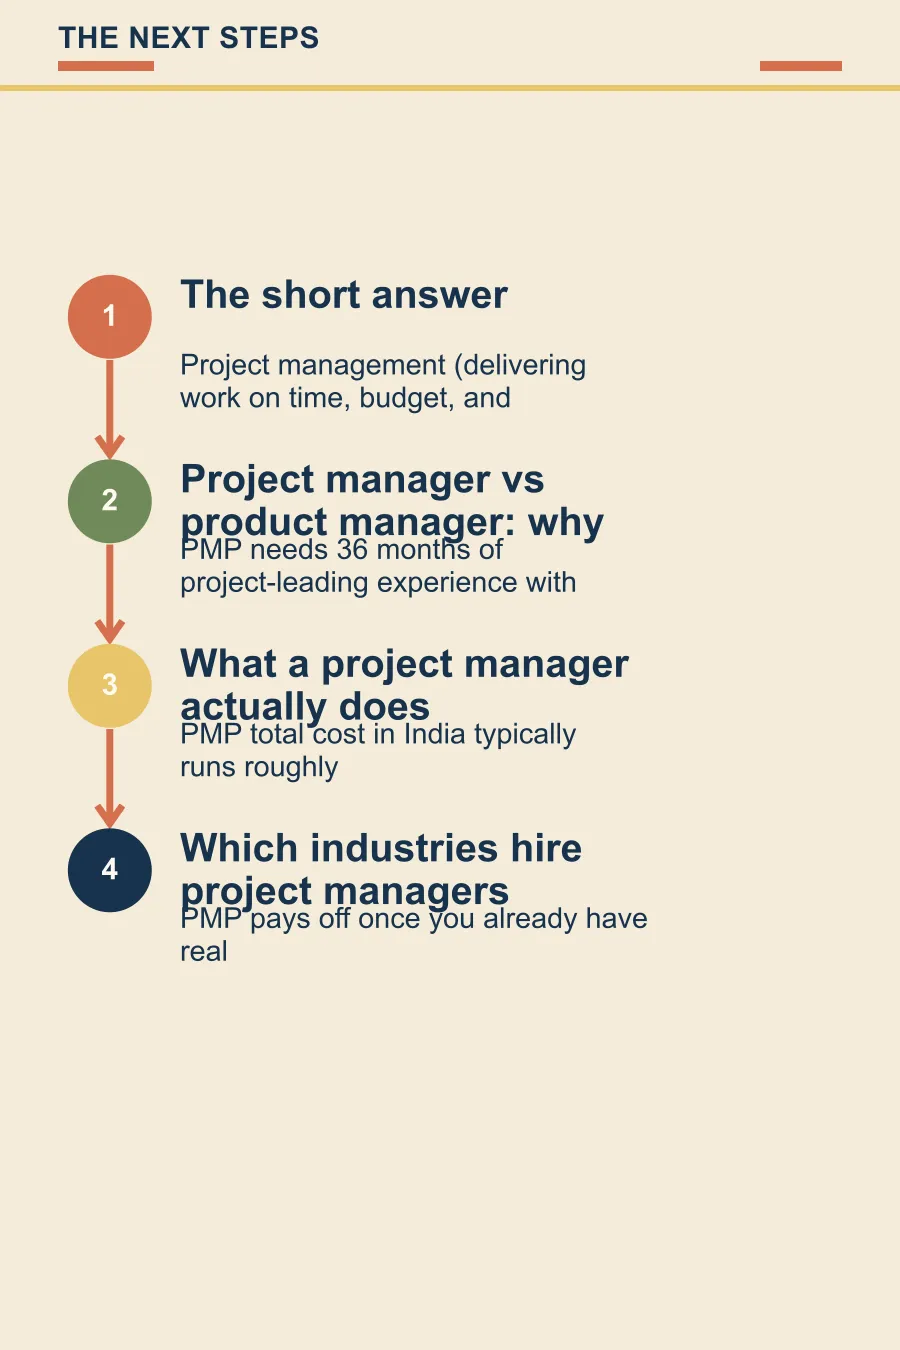 THE NEXT STEPS
1
The short answer
Project management (delivering
work on time, budget, and
2
Project manager vs
product manager: why
PMP needs 36 months of
project-leading experience with
3
What a project manager
actually does
PMP total cost in India typically
runs roughly
4
Which industries hire
project managers
PMP pays off once you already have
real